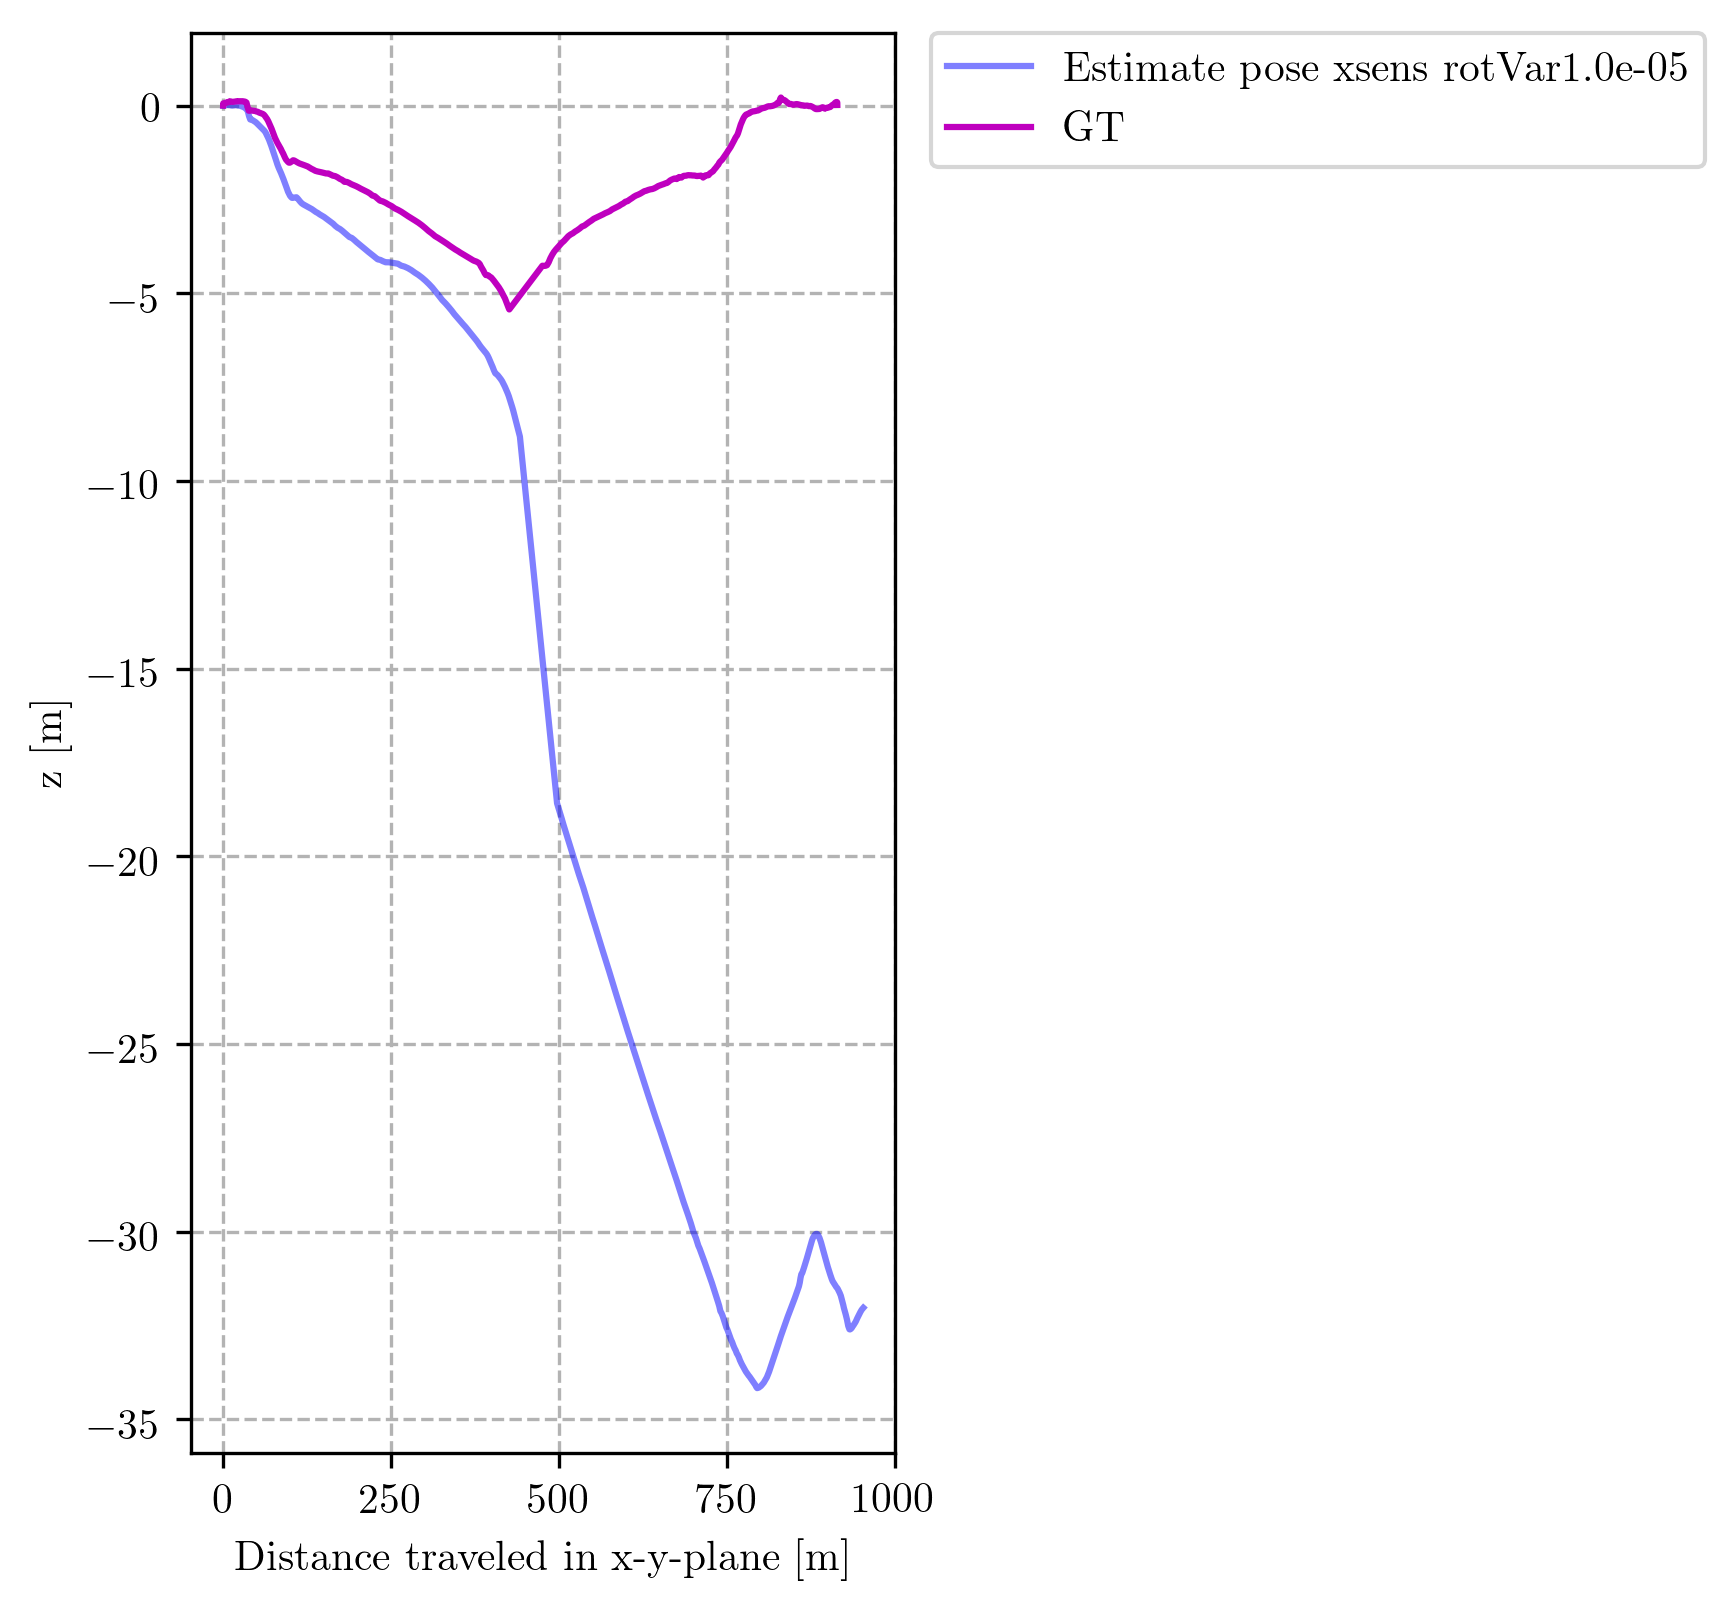 Estimate pose xsens rotVar1.0e-05
GT
0
−5
−10
−15
−20
−25
−30
−35
z [m]
0 250 500 750 1000
Distance traveled in x-y-plane [m]